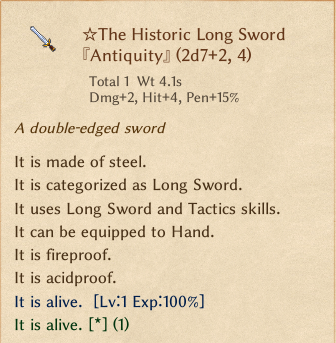 ☆The Historic Long Sword
『Antiquity』(2d7+2, 4)
Total 1 Wt 4.1s
Dmg+2, Hit+4, Pen+15%
A double-edged sword
It is made of steel.
It is categorized as Long Sword.
It uses Long Sword and Tactics skills.
It can be equipped to Hand.
It is fireproof.
It is acidproof.
It is alive. [Lv:1 Exp:100%]
It is alive. [*] (1)